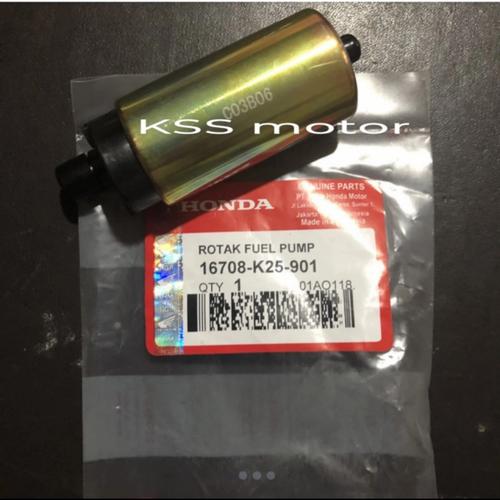 C03B06
KSS motor
GENUINE PARTS
HONDA
PT Honda Motor
Jakarta
Made in
ROTAK FUEL PUMP
16708-K25-901
QTY 1 01AO118